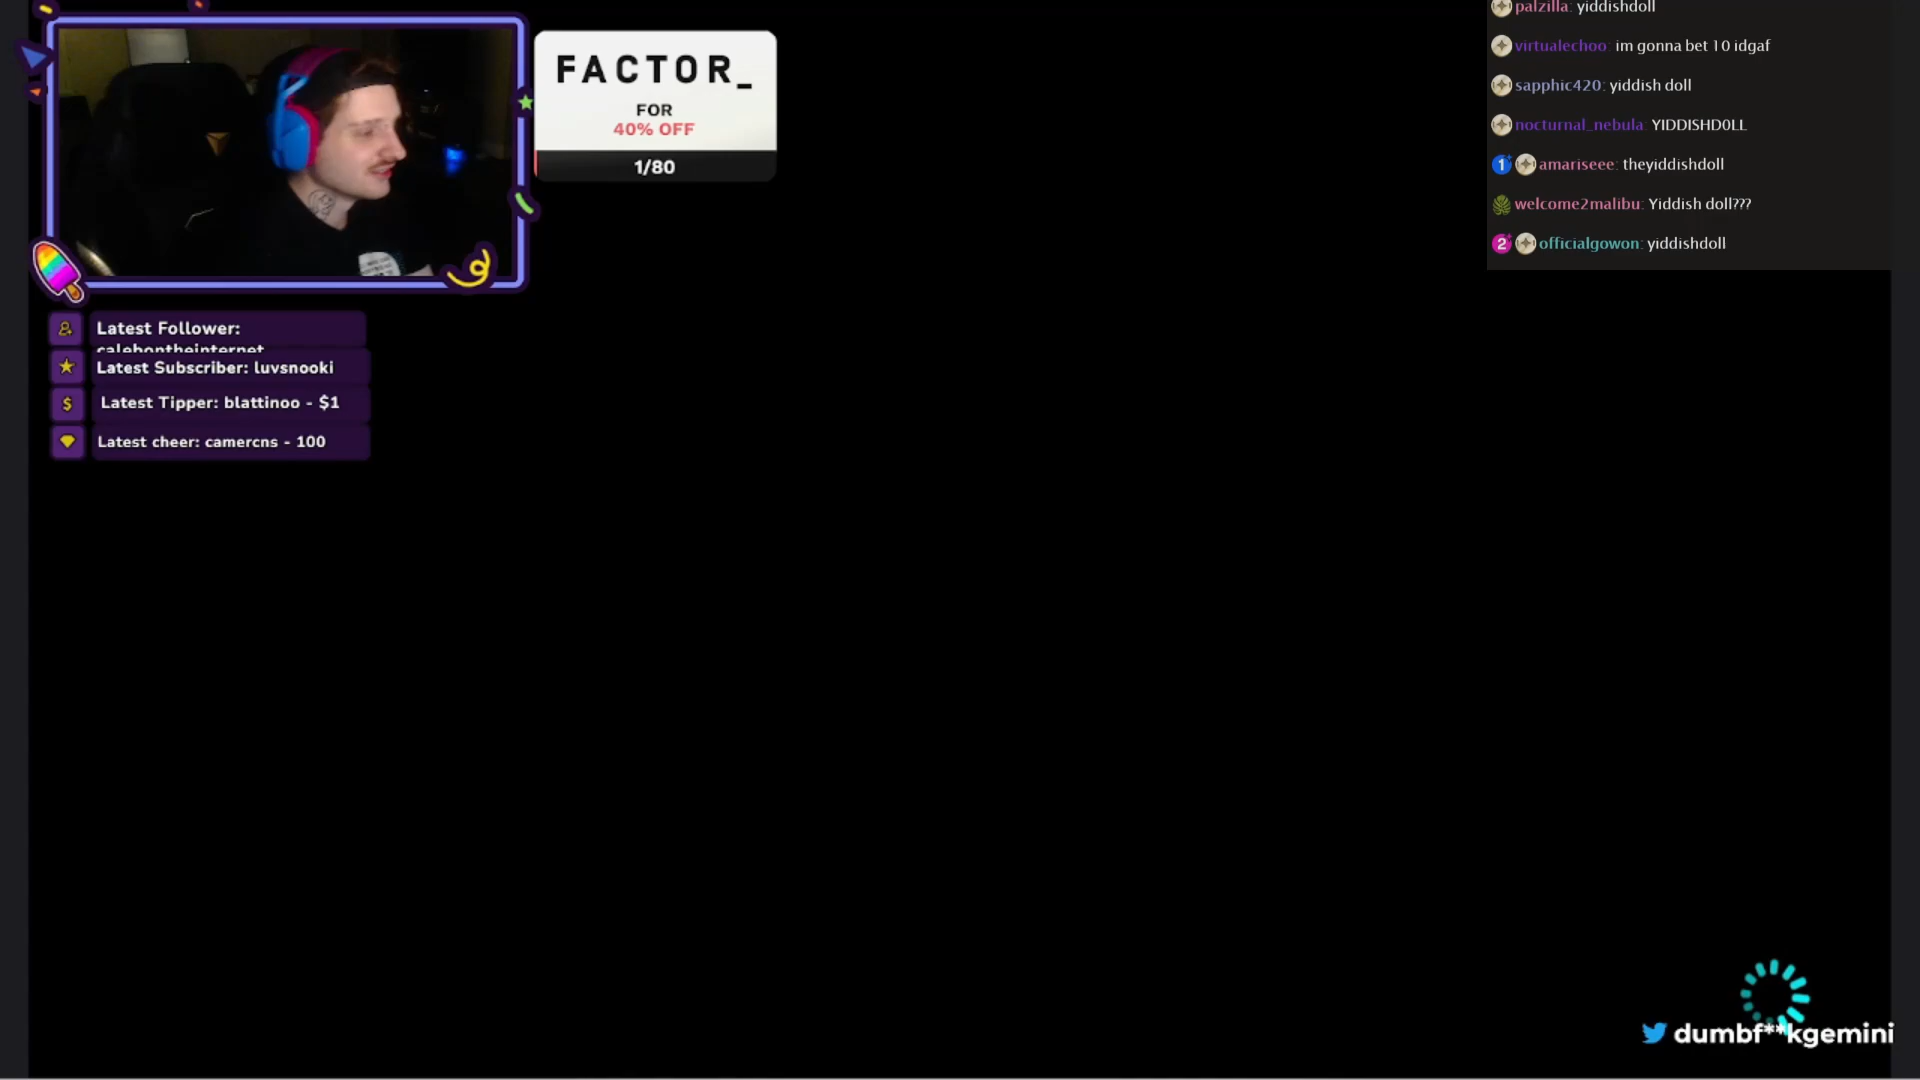 FACTOR_
FOR
40% OFF
1/80
Latest Follower:
calebontheinternet
Latest Subscriber: luvsnooki
Latest Tipper: blattinoo - $1
Latest cheer: camercns - 100
palzilla: yiddishdoll
virtualechoo: im gonna bet 10 idgaf
sapphic420: yiddish doll
nocturnal_nebula: YIDDISHD0LL
1 amariseee: theyiddishdoll
welcome2malibu: Yiddish doll???
2 officialgowon: yiddishdoll
dumbf**kgemini